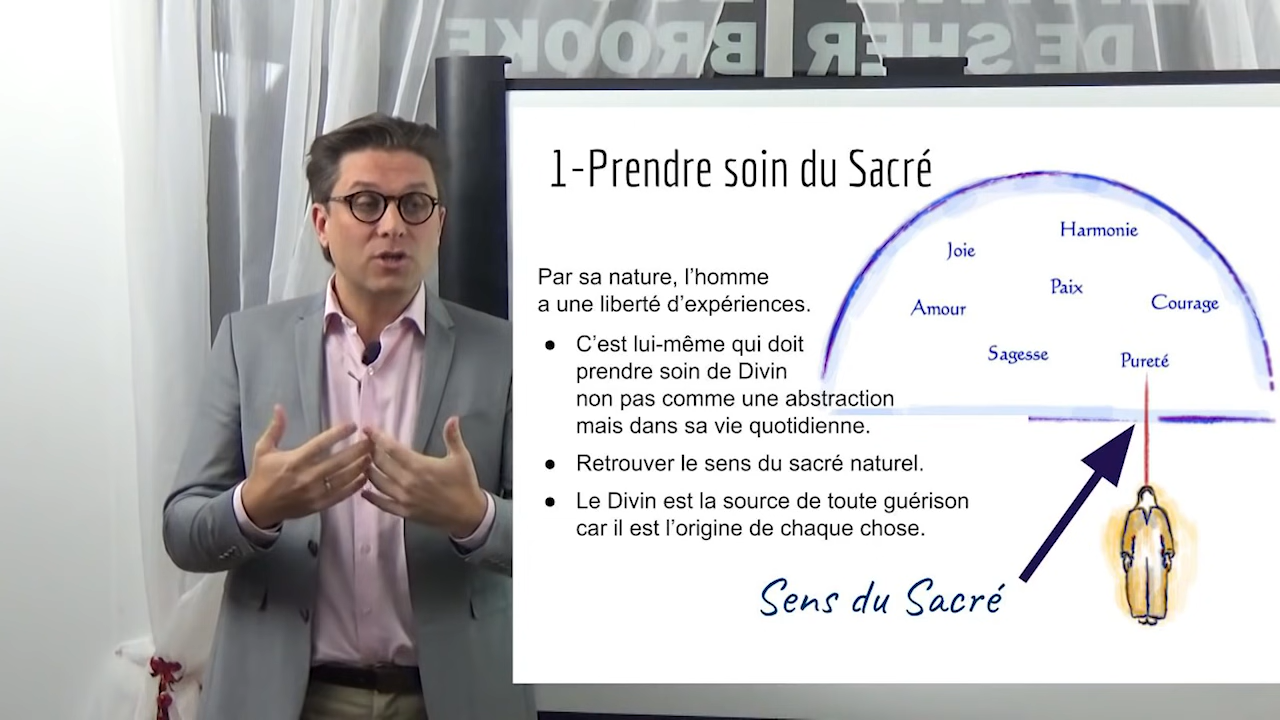 DE SHERBROOKE
1-Prendre soin du Sacré
Harmonie
Joie
Paix
Amour
Courage
Sagesse
Pureté
Par sa nature, l'homme
a une liberté d'expériences.
● C'est lui-même qui doit
prendre soin de Divin
non pas comme une abstraction
mais dans sa vie quotidienne.
● Retrouver le sens du sacré naturel.
● Le Divin est la source de toute guérison
car il est l'origine de chaque chose.
Sens du Sacré